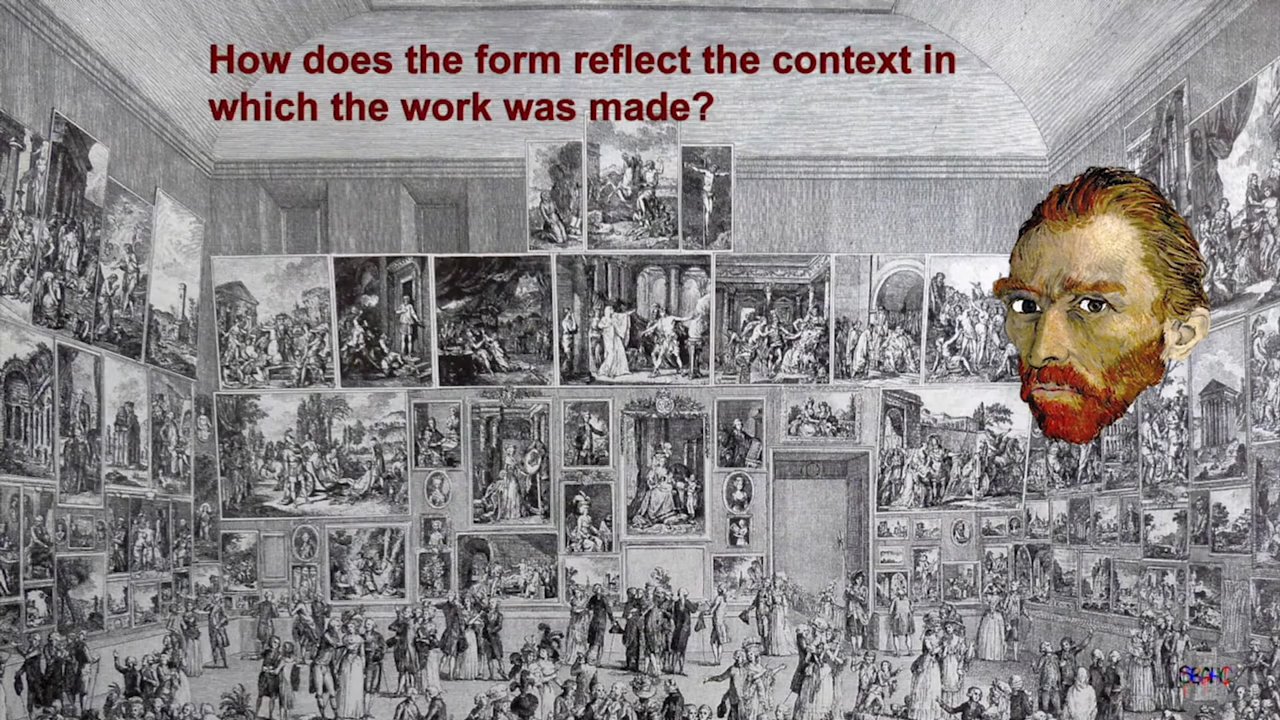 How does the form reflect the context in
which the work was made?